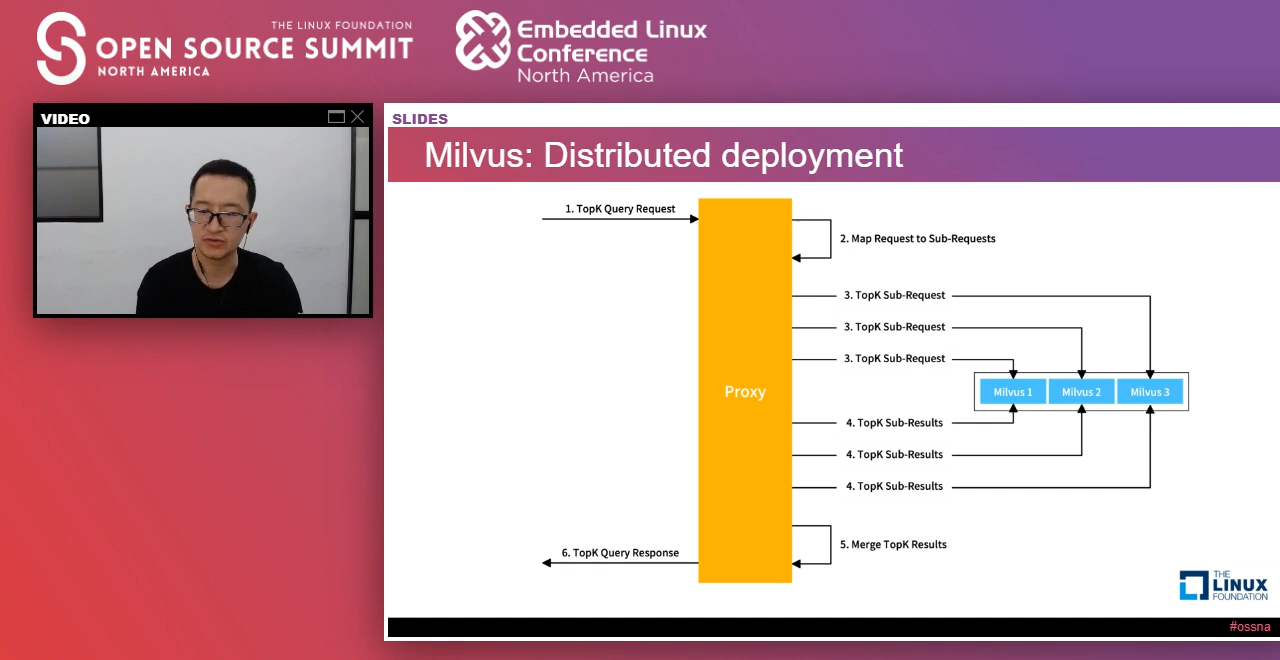 THE LINUX FOUNDATION
OPEN SOURCE SUMMIT
NORTH AMERICA
Embedded Linux
Conference
North America
VIDEO
SLIDES
Milvus: Distributed deployment
1. TopK Query Request
2. Map Request to Sub-Requests
3. TopK Sub-Request
3. TopK Sub-Request
3. TopK Sub-Request
Proxy
Milvus 1
Milvus 2
Milvus 3
4. TopK Sub-Results
4. TopK Sub-Results
4. TopK Sub-Results
5. Merge TopK Results
6. TopK Query Response
THE
LINUX
FOUNDATION
#ossna